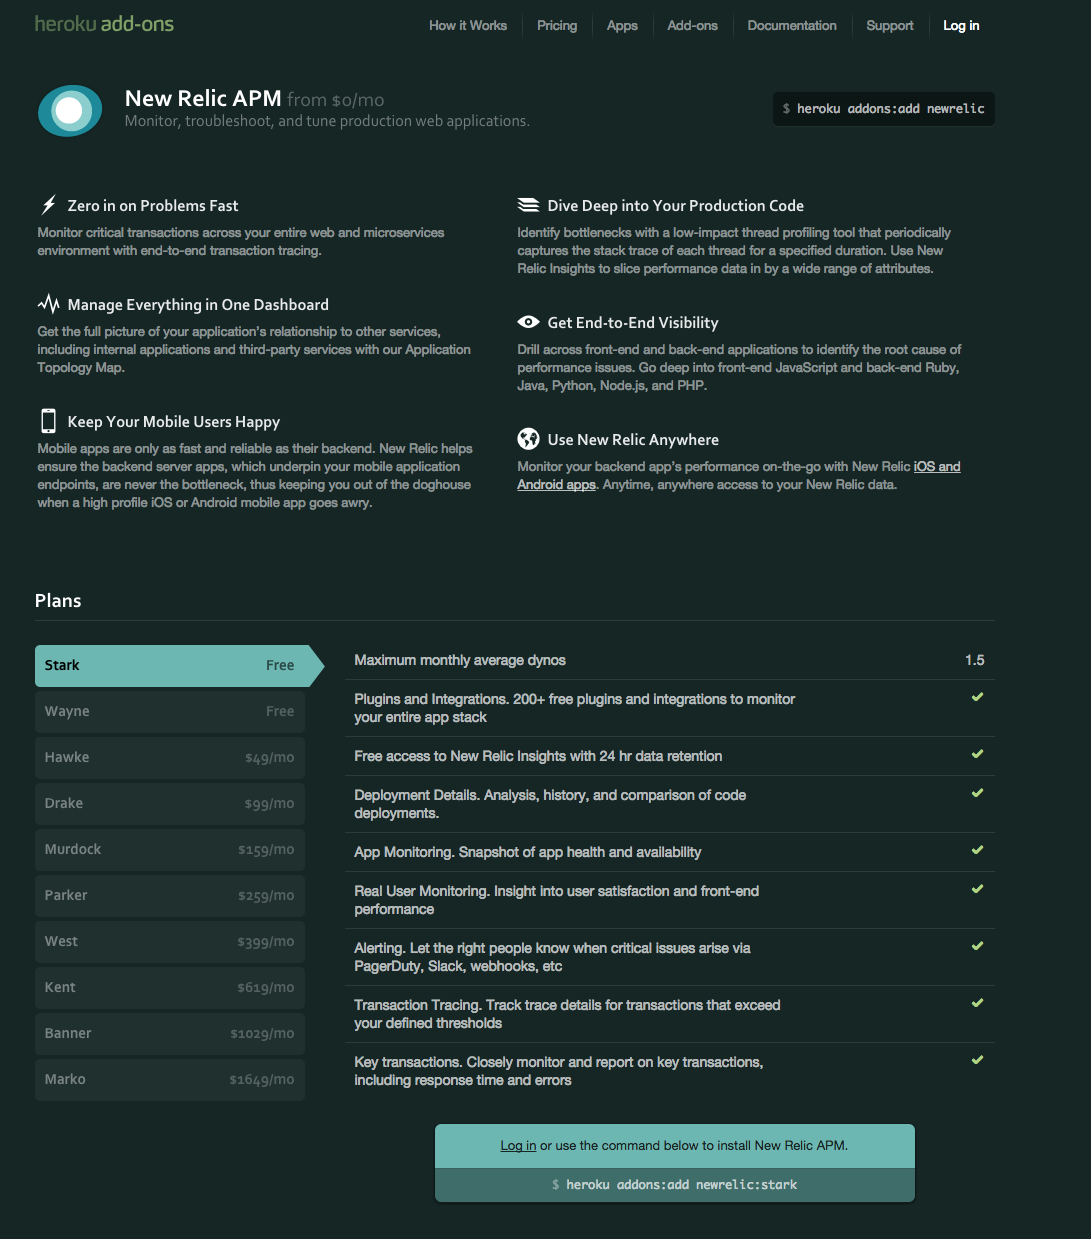 heroku add-ons
How it Works
Pricing
Apps
Add-ons
Documentation
Support
Log in
New Relic APM from $0/mo
Monitor, troubleshoot, and tune production web applications.
$ heroku addons:add newrelic
Zero in on Problems Fast
Monitor critical transactions across your entire web and microservices
environment with end-to-end transaction tracing.
Manage Everything in One Dashboard
Get the full picture of your application's relationship to other services,
including internal applications and third-party services with our Application
Topology Map.
Keep Your Mobile Users Happy
Mobile apps are only as fast and reliable as their backend. New Relic helps
ensure the backend server apps, which underpin your mobile application
endpoints, are never the bottleneck, thus keeping you out of the doghouse
when a high profile iOS or Android mobile app goes awry.
Dive Deep into Your Production Code
Identify bottlenecks with a low-impact thread profiling tool that periodically
captures the stack trace of each thread for a specified duration. Use New
Relic Insights to slice performance data in by a wide range of attributes.
Get End-to-End Visibility
Drill across front-end and back-end applications to identify the root cause of
performance issues. Go deep into front-end JavaScript and back-end Ruby,
Java, Python, Node.js, and PHP.
Use New Relic Anywhere
Monitor your backend app's performance on-the-go with New Relic iOS and
Android apps. Anytime, anywhere access to your New Relic data.
Plans
Stark Free
Wayne Free
Hawke $49/mo
Drake $99/mo
Murdock $159/mo
Parker $259/mo
West $399/mo
Kent $619/mo
Banner $1029/mo
Marko $1649/mo
Maximum monthly average dynos 1.5
Plugins and Integrations. 200+ free plugins and integrations to monitor
your entire app stack
Free access to New Relic Insights with 24 hr data retention
Deployment Details. Analysis, history, and comparison of code
deployments.
App Monitoring. Snapshot of app health and availability
Real User Monitoring. Insight into user satisfaction and front-end
performance
Alerting. Let the right people know when critical issues arise via
PagerDuty, Slack, webhooks, etc
Transaction Tracing. Track trace details for transactions that exceed
your defined thresholds
Key transactions. Closely monitor and report on key transactions,
including response time and errors
Log in or use the command below to install New Relic APM.
$ heroku addons:add newrelic:stark